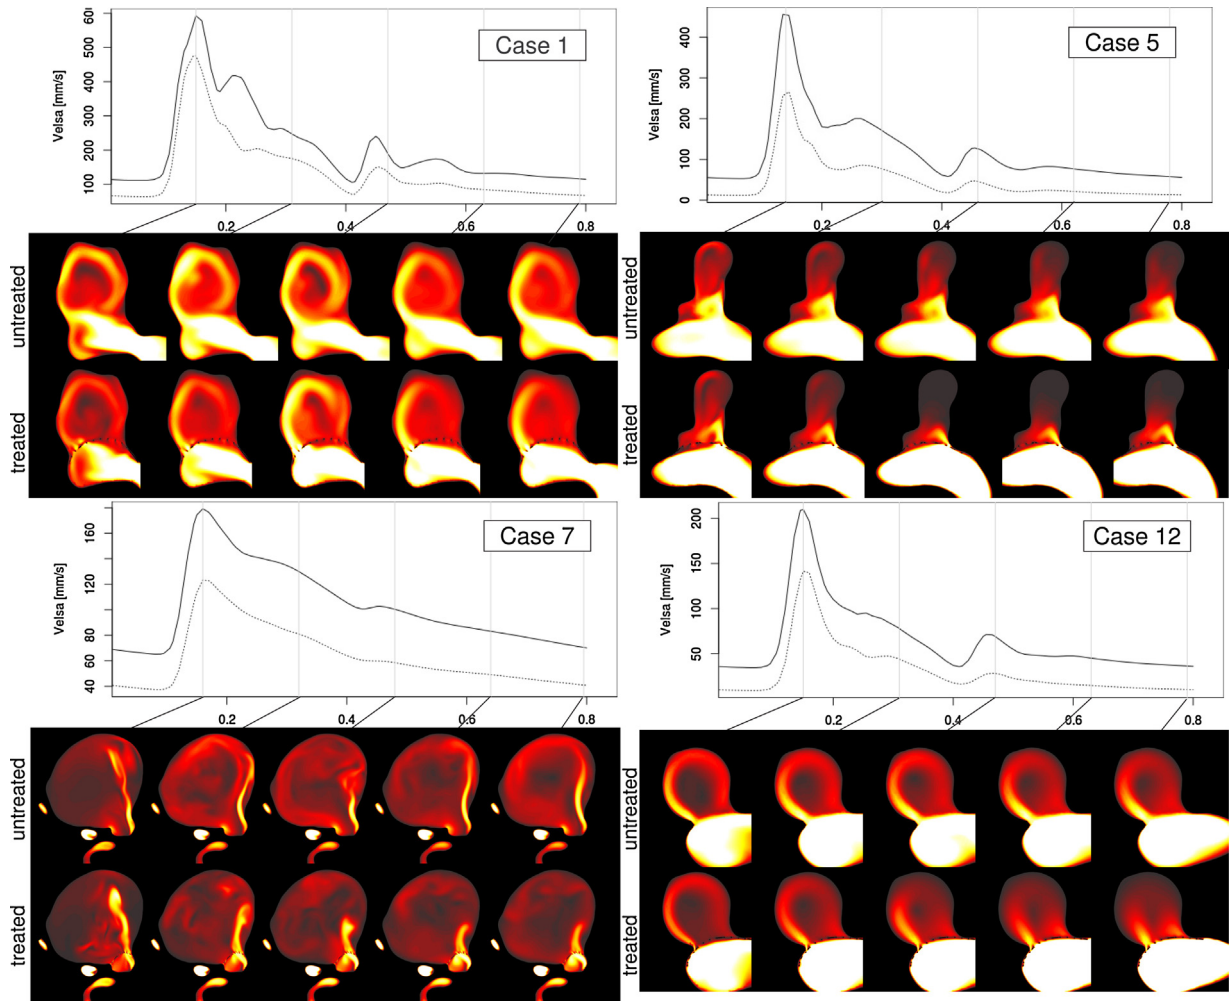 Case 1
Velsa [mm/s]
100 200 300 400 500 60
0.2 0.4 0.6 0.8
untreated
treated
Case 5
Velsa [mm/s]
0 100 200 300 400
0.2 0.4 0.6 0.8
untreated
treated
Case 7
Velsa [mm/s]
40 60 80 120 160
0.2 0.4 0.6 0.8
untreated
treated
Case 12
Velsa [mm/s]
50 100 150 200
0.2 0.4 0.6 0.8
untreated
treated